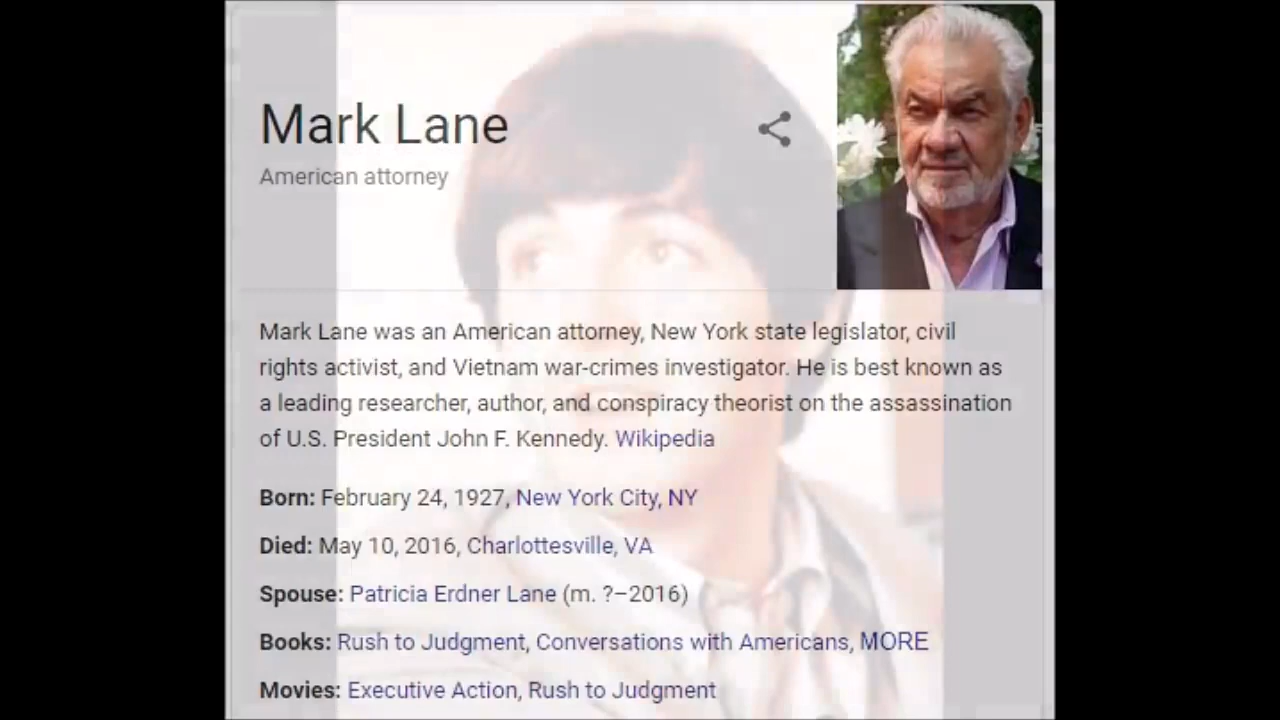 Mark Lane
American attorney
Mark Lane was an American attorney, New York state legislator, civil
rights activist, and Vietnam war-crimes investigator. He is best known as
a leading researcher, author, and conspiracy theorist on the assassination
of U.S. President John F. Kennedy. Wikipedia
Born: February 24, 1927, New York City, NY
Died: May 10, 2016, Charlottesville, VA
Spouse: Patricia Erdner Lane (m. ?–2016)
Books: Rush to Judgment, Conversations with Americans, MORE
Movies: Executive Action, Rush to Judgment